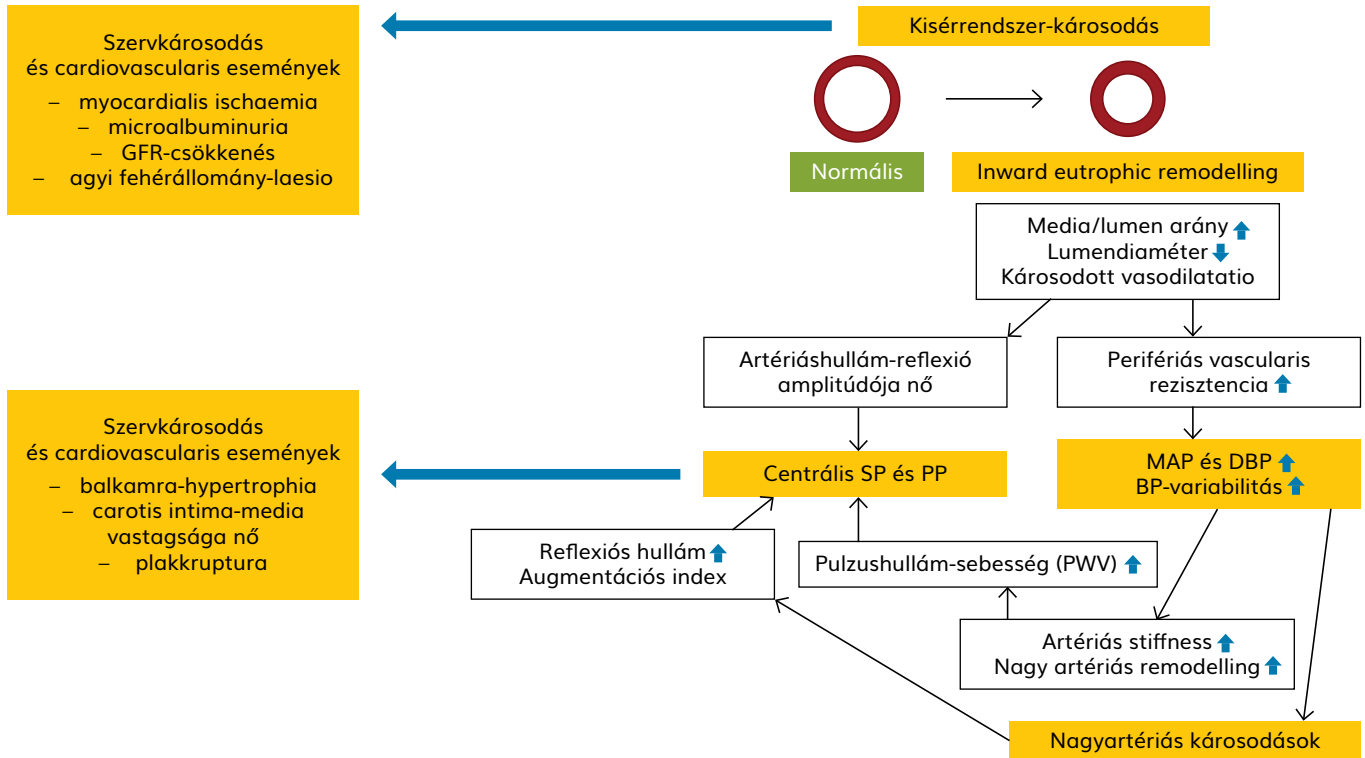 Szervkárosodás
és cardiovascularis események
– myocardialis ischaemia
– microalbuminuria
– GFR-csökkenés
– agyi fehérállomány-laesio
Kisérrendszer-károsodás
Normális
Inward eutrophic remodelling
Media/lumen arány
Lumendiaméter
Károsodott vasodilatatio
Artériáshullám-reflexió
amplitúdója nő
Perifériás vascularis
rezisztencia
Szervkárosodás
és cardiovascularis események
– balkamra-hypertrophia
– carotis intima-media
vastagsága nő
– plakkruptura
Centrális SP és PP
MAP és DBP
BP-variabilitás
Reflexiós hullám
Augmentációs index
Pulzushullám-sebesség (PWV)
Artériás stiffness
Nagy artériás remodelling
Nagyartériás károsodások